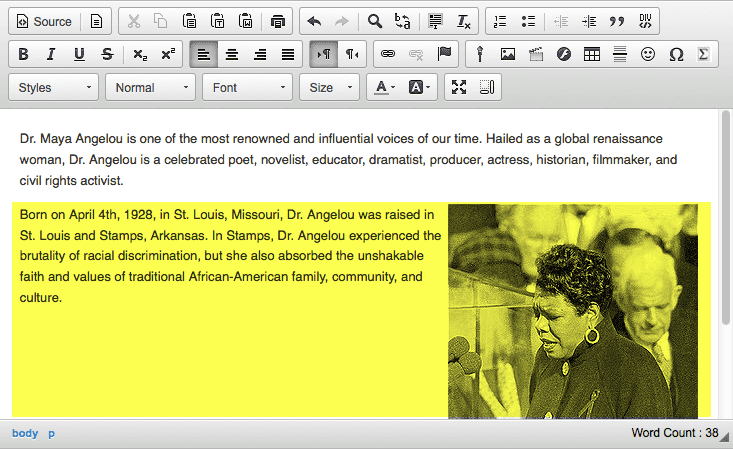 Source
DIV
B I U S x₂ x² ¶ ¶ Ω Σ
Styles Normal Font Size A A
Dr. Maya Angelou is one of the most renowned and influential voices of our time. Hailed as a global renaissance
woman, Dr. Angelou is a celebrated poet, novelist, educator, dramatist, producer, actress, historian, filmmaker, and
civil rights activist.
Born on April 4th, 1928, in St. Louis, Missouri, Dr. Angelou was raised in
St. Louis and Stamps, Arkansas. In Stamps, Dr. Angelou experienced the
brutality of racial discrimination, but she also absorbed the unshakable
faith and values of traditional African-American family, community, and
culture.
body p
Word Count : 38